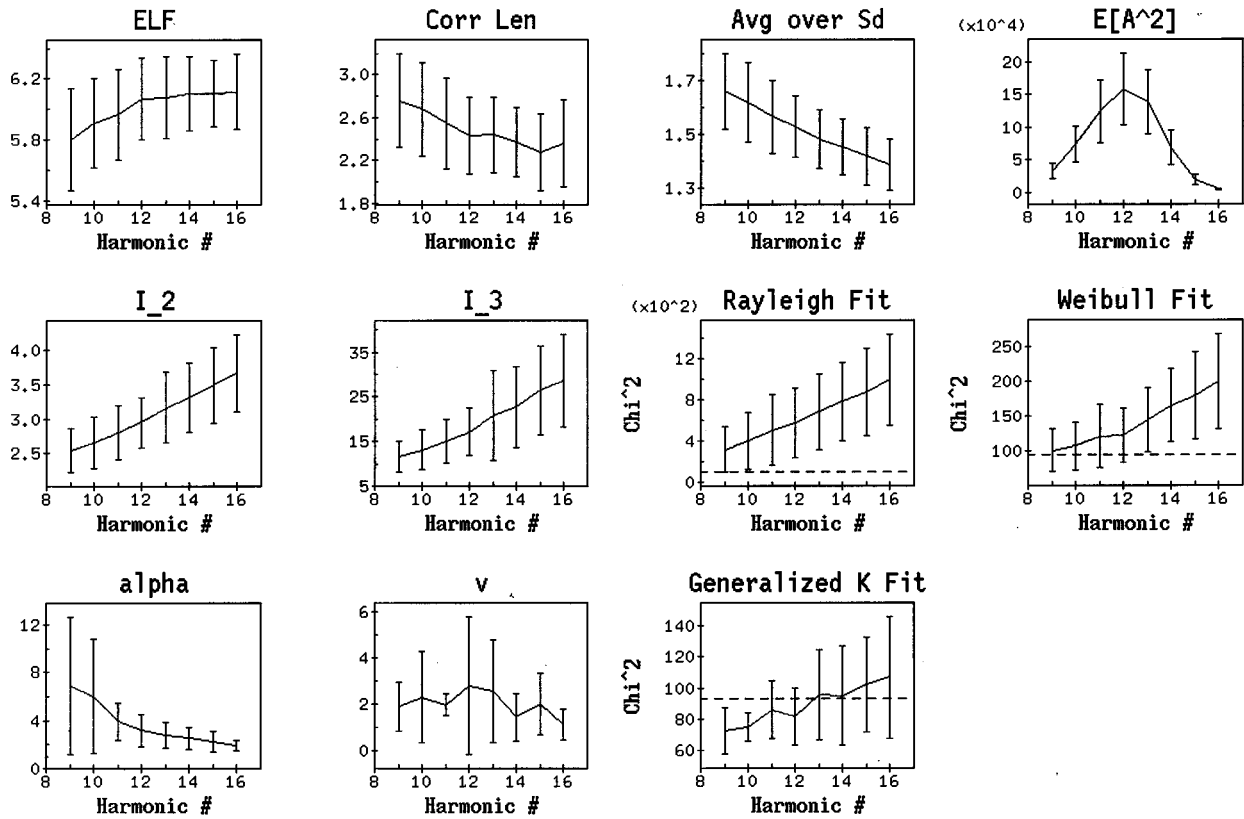 ELF
6.2
5.8
5.4
8 10 12 14 16
Harmonic #
Corr Len
3.0
2.6
2.2
1.8
8 10 12 14 16
Harmonic #
Avg over Sd
1.7
1.5
1.3
8 10 12 14 16
Harmonic #
(x10^4)
E[A^2]
20
15
10
5
0
8 10 12 14 16
Harmonic #
I_2
4.0
3.5
3.0
2.5
8 10 12 14 16
Harmonic #
I_3
35
25
15
5
8 10 12 14 16
Harmonic #
(x10^2)
Rayleigh Fit
Chi^2
12
8
4
0
8 10 12 14 16
Harmonic #
Weibull Fit
Chi^2
250
200
150
100
8 10 12 14 16
Harmonic #
alpha
12
8
4
0
8 10 12 14 16
Harmonic #
v
6
4
2
0
8 10 12 14 16
Harmonic #
Generalized K Fit
Chi^2
140
120
100
80
60
8 10 12 14 16
Harmonic #